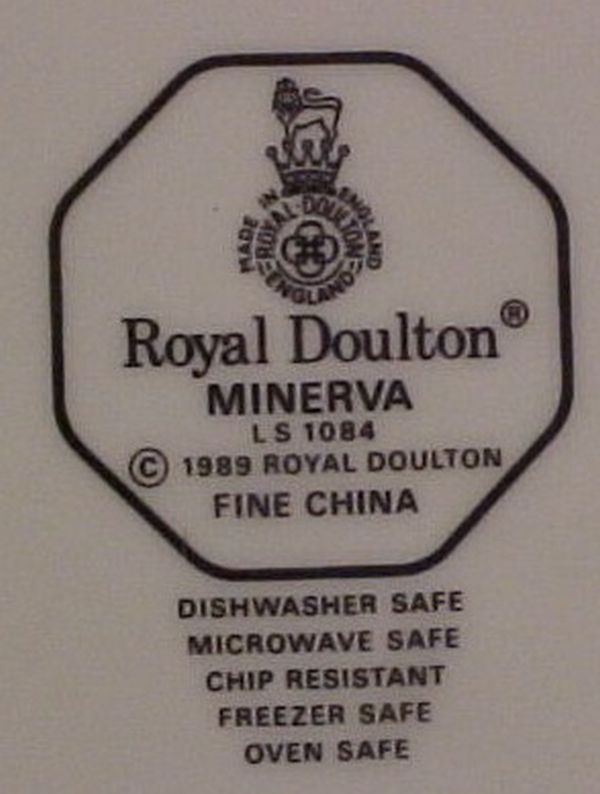 MADE IN ENGLAND
ROYAL·DOULTON
ENGLAND
Royal Doulton®
MINERVA
LS 1084
© 1989 ROYAL DOULTON
FINE CHINA
DISHWASHER SAFE
MICROWAVE SAFE
CHIP RESISTANT
FREEZER SAFE
OVEN SAFE